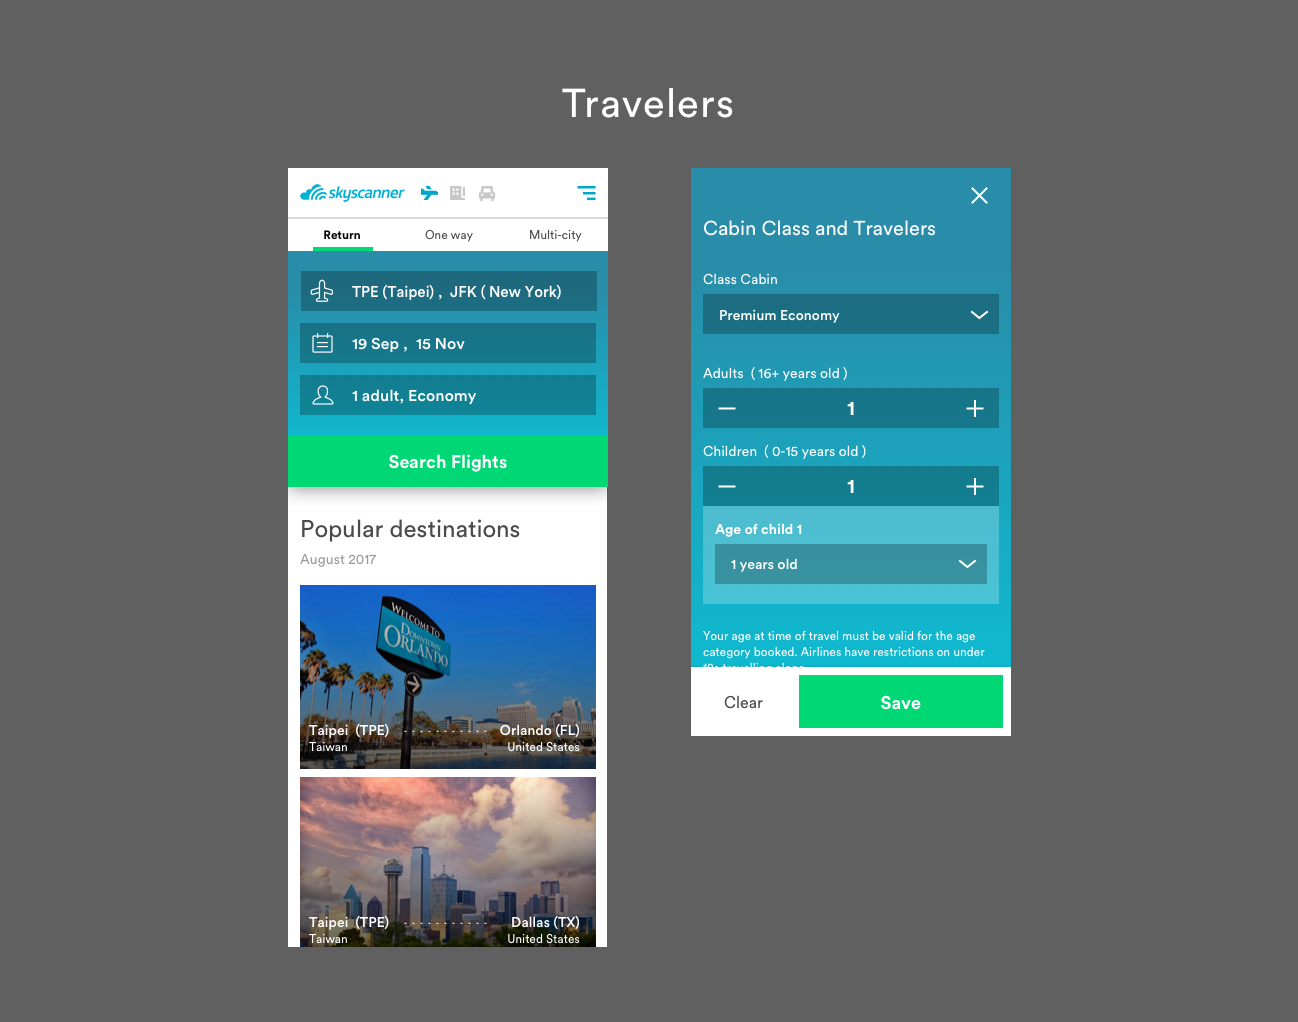 Travelers
skyscanner
Return
One way
Multi-city
TPE (Taipei) , JFK ( New York)
19 Sep , 15 Nov
1 adult, Economy
Search Flights
Popular destinations
August 2017
WELCOME TO
DOWNTOWN
ORLANDO
Taipei (TPE) - - - - - - - - - - - Orlando (FL)
Taiwan
United States
Taipei (TPE) - - - - - - - - - - - Dallas (TX)
Taiwan
United States
Cabin Class and Travelers
Class Cabin
Premium Economy
Adults ( 16+ years old )
1
Children ( 0-15 years old )
1
Age of child 1
1 years old
Your age at time of travel must be valid for the age
category booked. Airlines have restrictions on under
Clear
Save